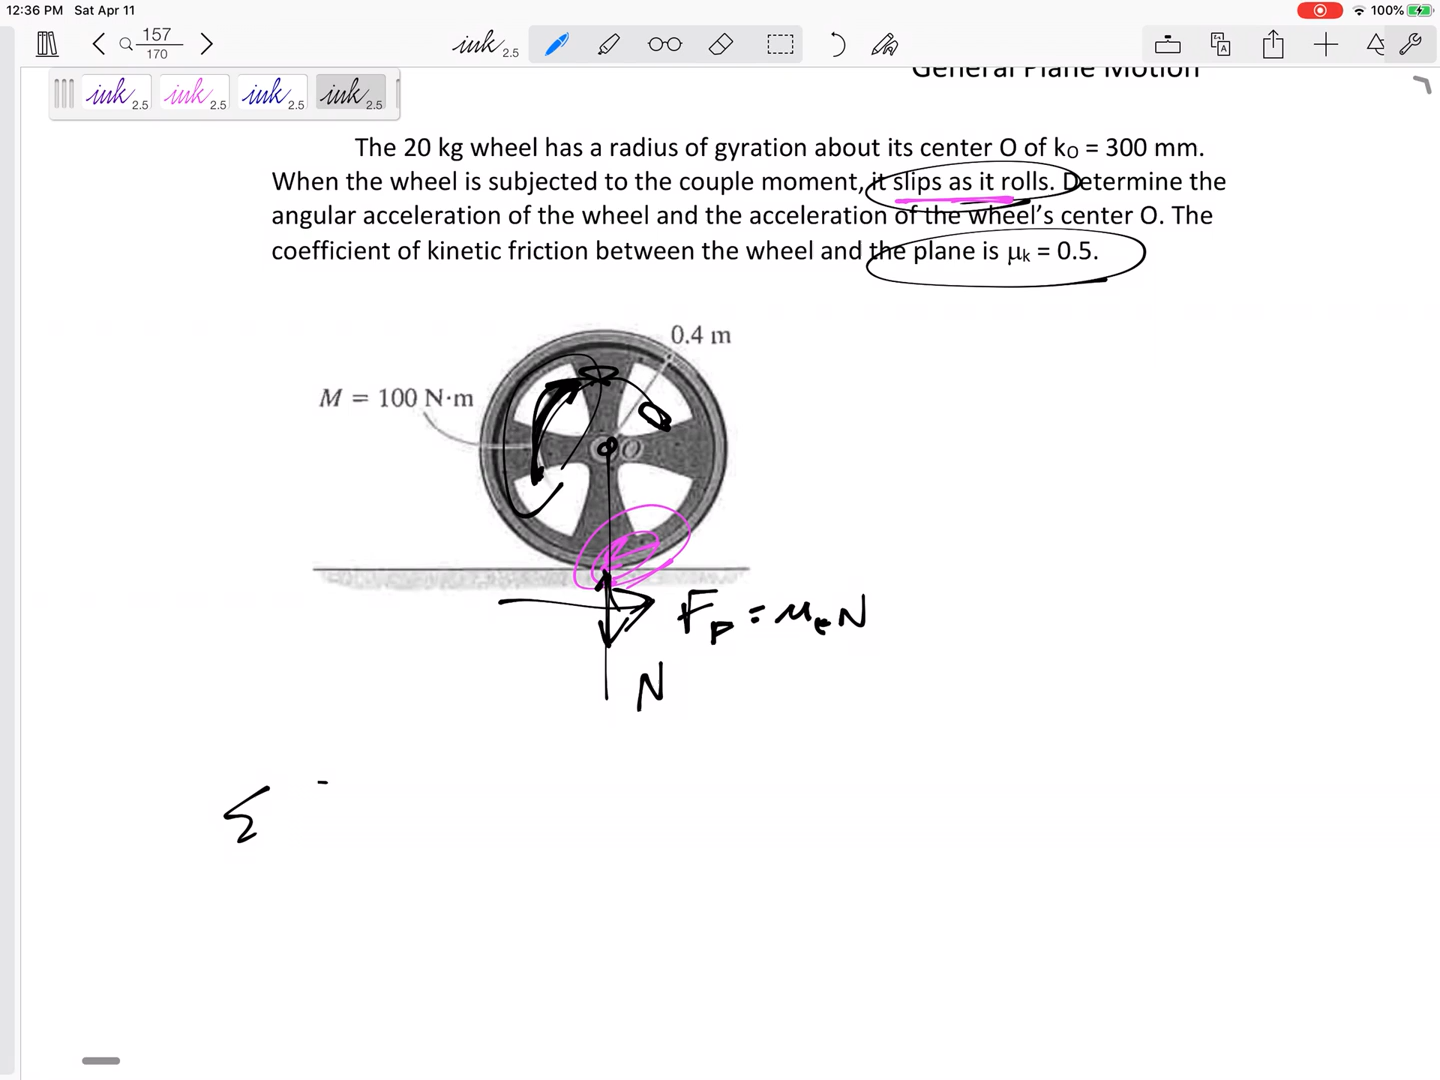 12:36 PM Sat Apr 11
100%
157
170
ink 2.5
ink 2.5
ink 2.5
ink 2.5
ink 2.5
General Plane Motion
The 20 kg wheel has a radius of gyration about its center O of kO = 300 mm.
When the wheel is subjected to the couple moment, it slips as it rolls. Determine the
angular acceleration of the wheel and the acceleration of the wheel's center O. The
coefficient of kinetic friction between the wheel and the plane is μk = 0.5.
0.4 m
M = 100 N·m
O
N
Σ